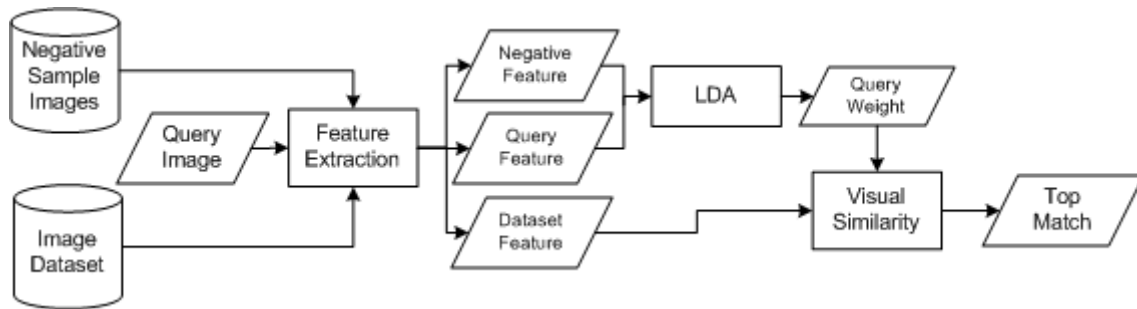 Negative
Sample
Images
Query
Image
Image
Dataset
Feature
Extraction
Negative
Feature
Query
Feature
Dataset
Feature
LDA
Query
Weight
Visual
Similarity
Top
Match